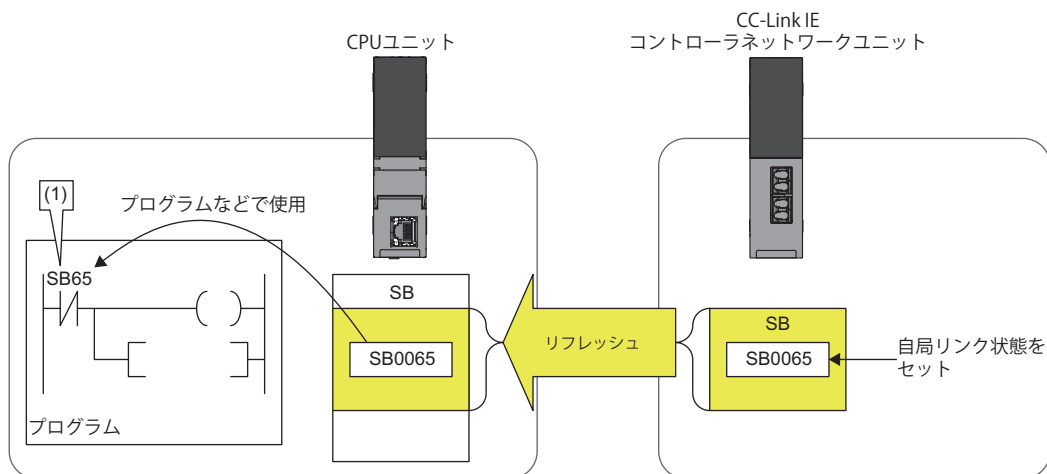 CPUユニット
CC-Link IE
コントローラネットワークユニット
(1)
プログラムなどで使用
SB65
プログラム
SB
SB0065
リフレッシュ
SB
SB0065
自局リンク状態を
セット